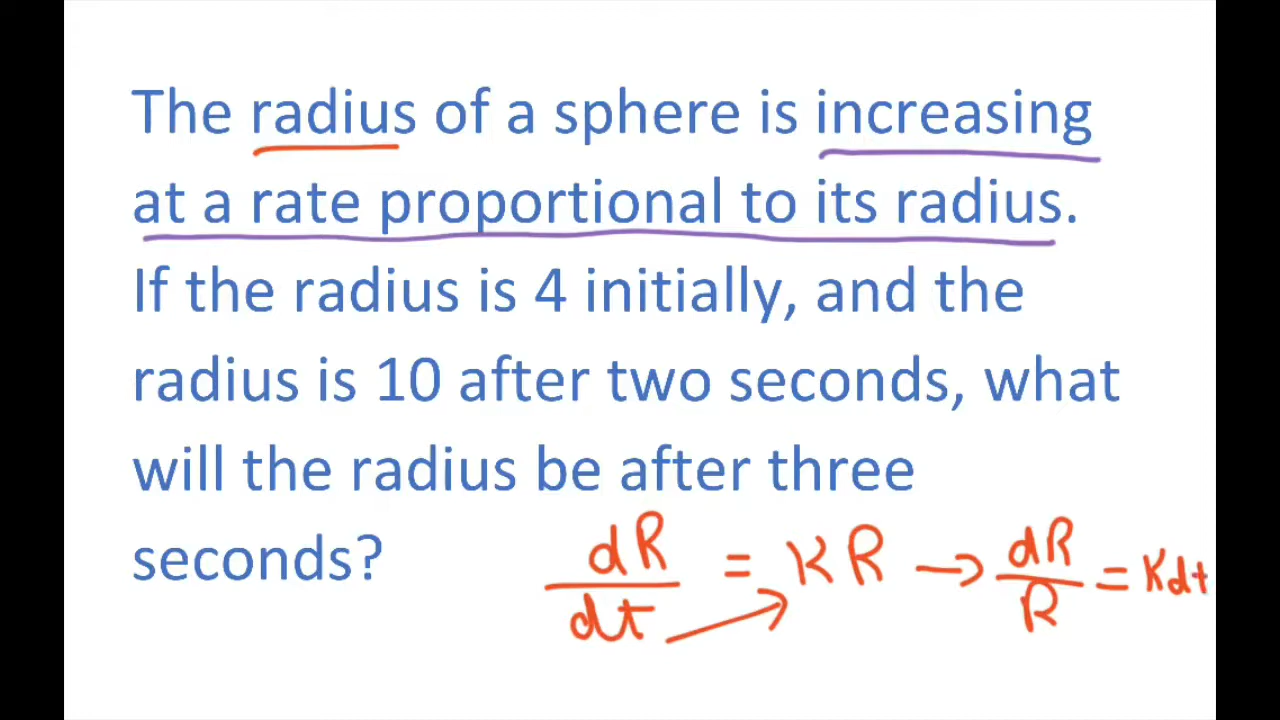 The radius of a sphere is increasing
at a rate proportional to its radius.
If the radius is 4 initially, and the
radius is 10 after two seconds, what
will the radius be after three
seconds?
dR/dt = KR → dR/R = Kdt